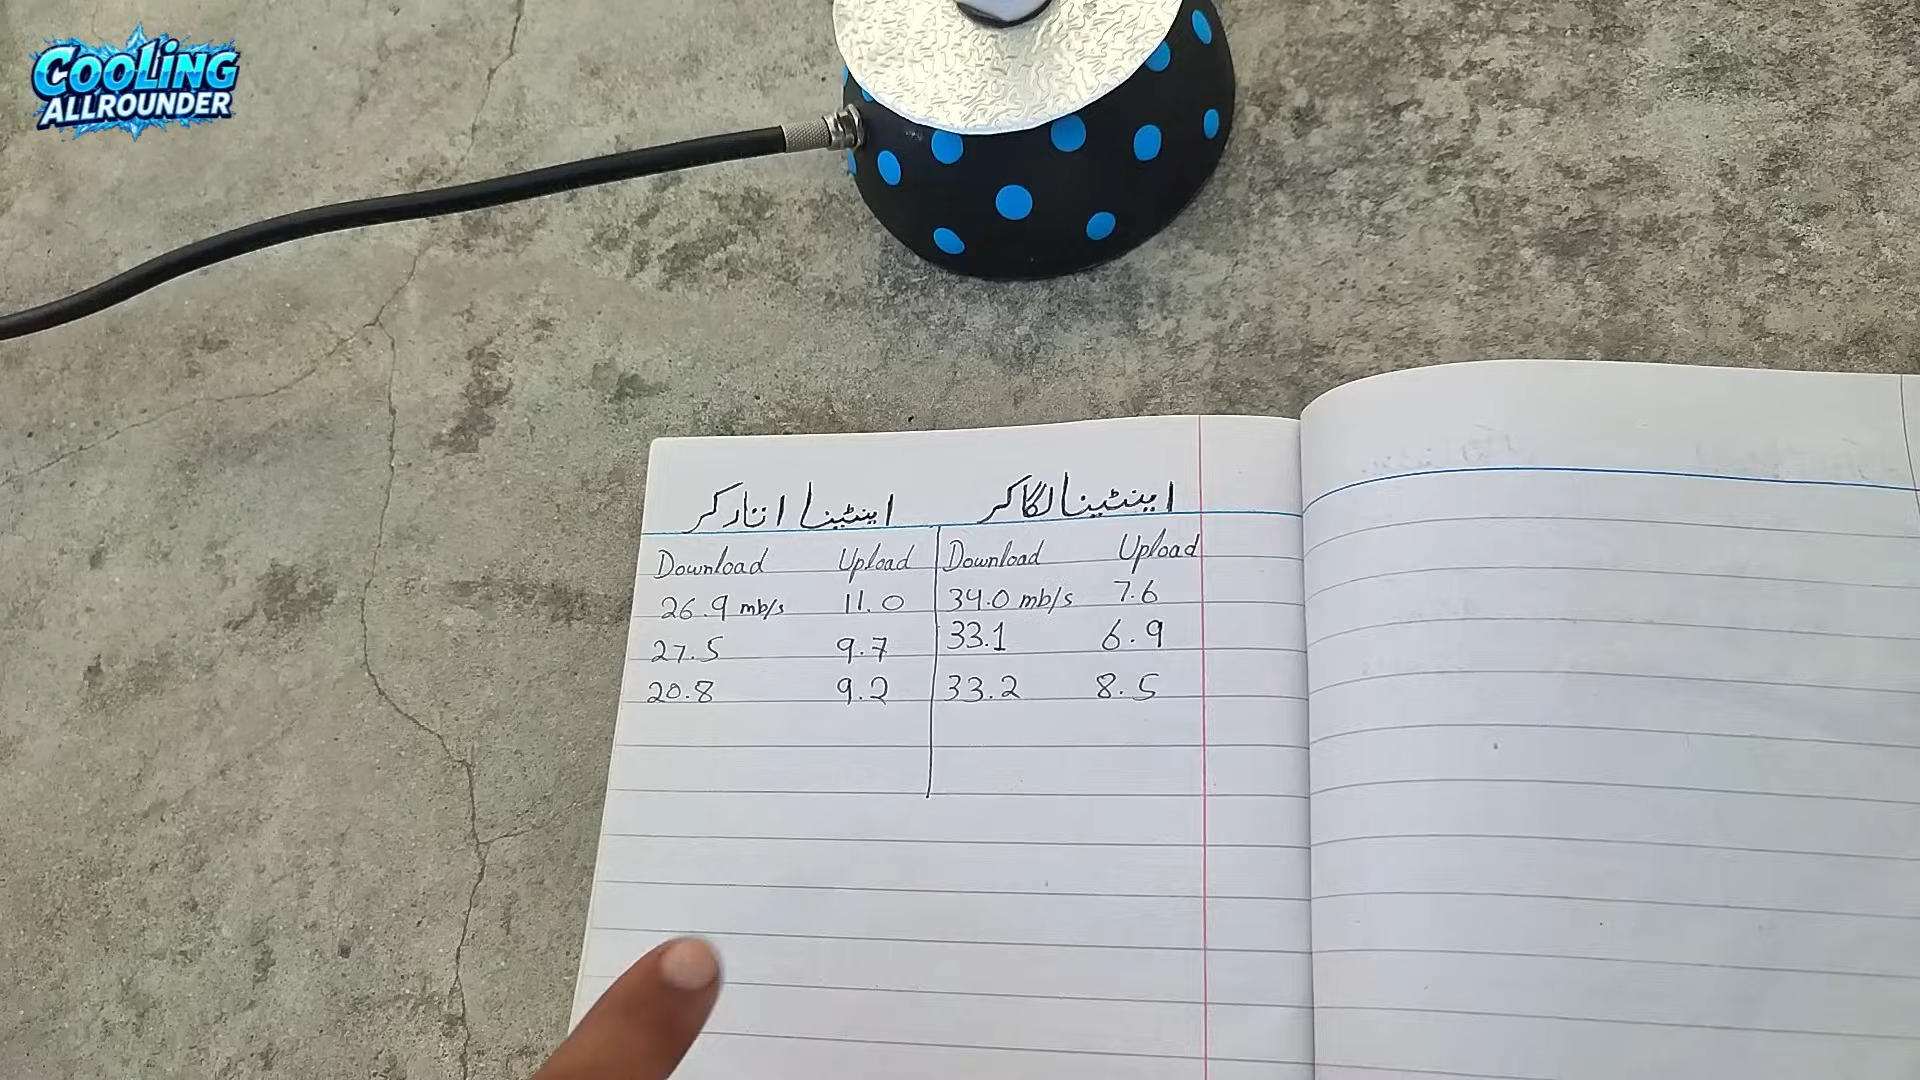 COOLING
ALLROUNDER
اینٹینا اتار کر اینٹینا لگا کر
Download Upload Download Upload
26.9 mb/s 11.0 34.0 mb/s 7.6
27.5 9.7 33.1 6.9
20.8 9.2 33.2 8.5